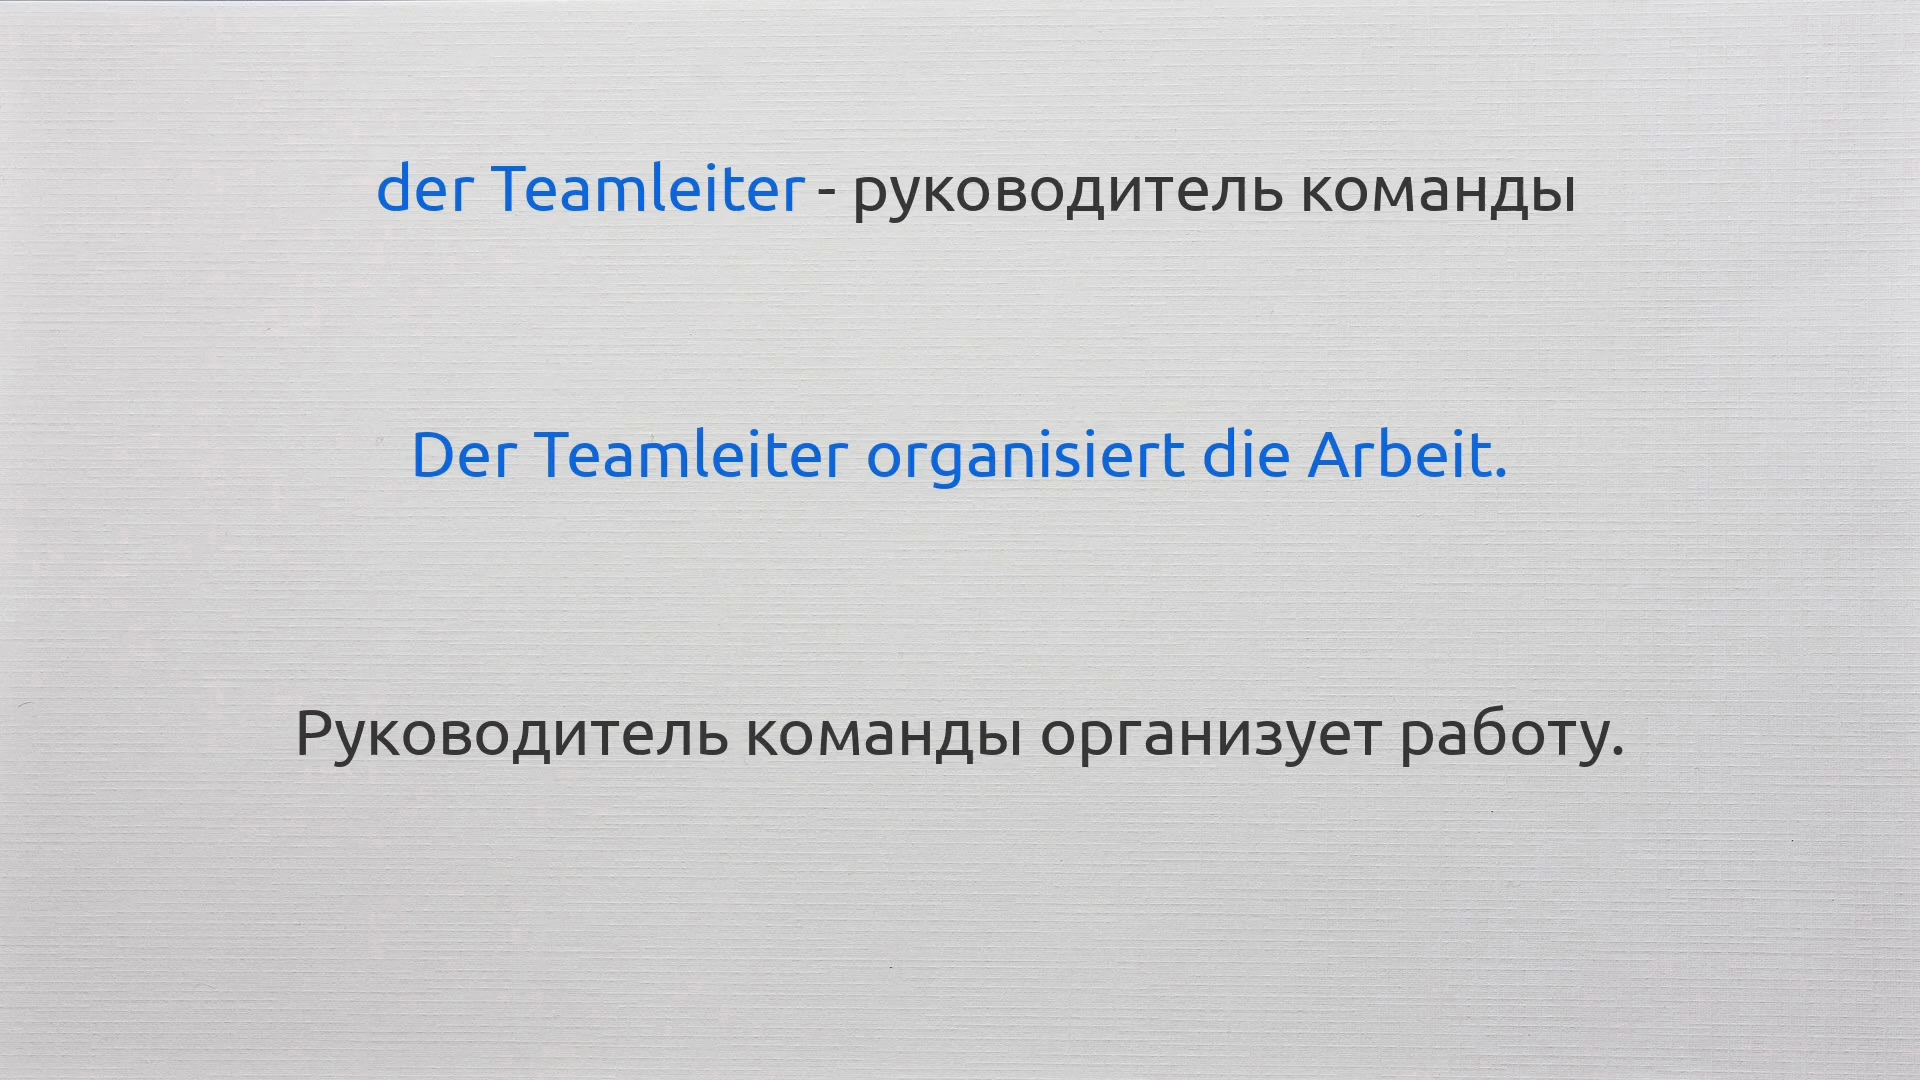 der Teamleiter - руководитель команды
Der Teamleiter organisiert die Arbeit.
Руководитель команды организует работу.